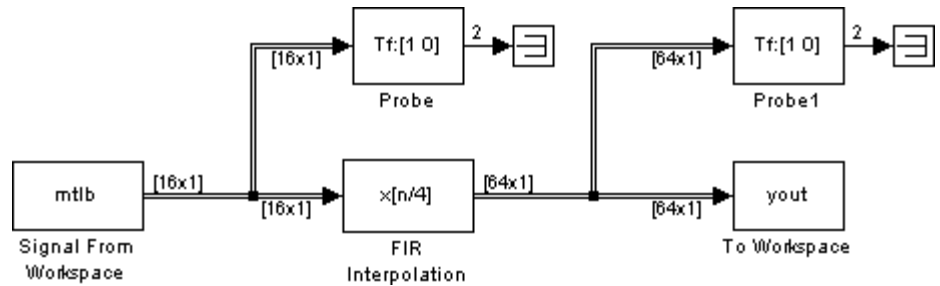 Tf:[1 0]
2
[16x1]
Probe
Tf:[1 0]
2
[64x1]
Probe1
mtlb
[16x1]
[16x1]
x[n/4]
[64x1]
[64x1]
yout
Signal From
Workspace
FIR
Interpolation
To Workspace